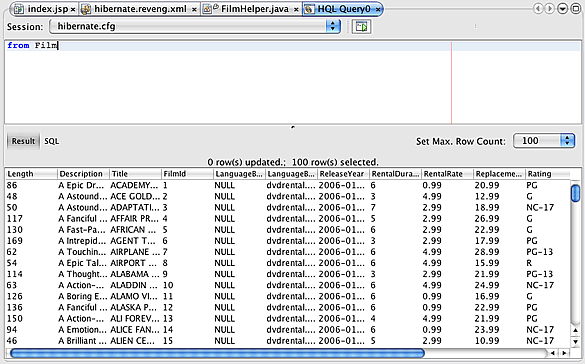 index.jsp × hibernate.reveng.xml × FilmHelper.java × HQL Query0 ×
Session: hibernate.cfg
from Film
Result SQL Set Max. Row Count: 100
0 row(s) updated.; 100 row(s) selected.
Length Description Title FilmId LanguageB... LanguageB... ReleaseYear RentalDura... RentalRate Replaceme... Rating
86 A Epic Dr... ACADEMY... 1 NULL dvdrental.... 2006-01... 6 0.99 20.99 PG
48 A Astound... ACE GOLD... 2 NULL dvdrental.... 2006-01... 3 4.99 12.99 G
50 A Astound... ADAPTATI... 3 NULL dvdrental.... 2006-01... 7 2.99 18.99 NC-17
117 A Fanciful ... AFFAIR PR... 4 NULL dvdrental.... 2006-01... 5 2.99 26.99 G
130 A Fast-Pa... AFRICAN ... 5 NULL dvdrental.... 2006-01... 6 2.99 22.99 G
169 A Intrepid... AGENT T... 6 NULL dvdrental.... 2006-01... 3 2.99 17.99 PG
62 A Touchin... AIRPLANE ... 7 NULL dvdrental.... 2006-01... 6 4.99 28.99 PG-13
54 A Epic Tal... AIRPORT ... 8 NULL dvdrental.... 2006-01... 6 4.99 15.99 R
114 A Thought... ALABAMA ... 9 NULL dvdrental.... 2006-01... 3 2.99 21.99 PG-13
63 A Action-... ALADDIN ... 10 NULL dvdrental.... 2006-01... 6 4.99 24.99 NC-17
126 A Boring E... ALAMO VI... 11 NULL dvdrental.... 2006-01... 6 0.99 16.99 G
136 A Fanciful ... ALASKA P... 12 NULL dvdrental.... 2006-01... 6 0.99 22.99 PG
150 A Action-... ALI FOREV... 13 NULL dvdrental.... 2006-01... 4 4.99 21.99 PG
94 A Emotion... ALICE FAN... 14 NULL dvdrental.... 2006-01... 6 0.99 23.99 NC-17
46 A Brilliant ... ALIEN CE... 15 NULL dvdrental.... 2006-01... 5 2.99 10.99 NC-17